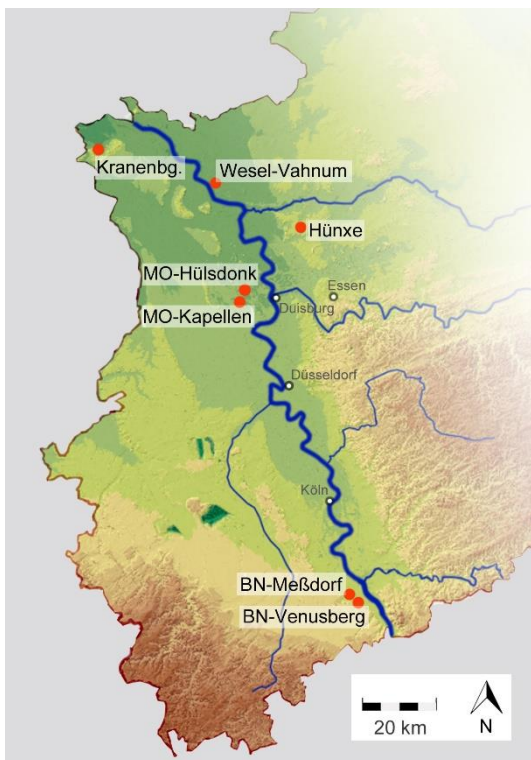 Kranenbg.
Wesel-Vahnum
Hünxe
MO-Hülsdonk
Essen
Duisburg
MO-Kapellen
Düsseldorf
Köln
BN-Meßdorf
BN-Venusberg
20 km
N